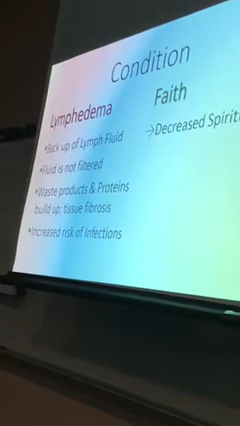 Condition
Lymphedema
•Back up of Lymph Fluid
•Fluid is not filtered
•Waste products & Proteins
build up; tissue fibrosis
•Increased risk of Infections
Faith
→Decreased